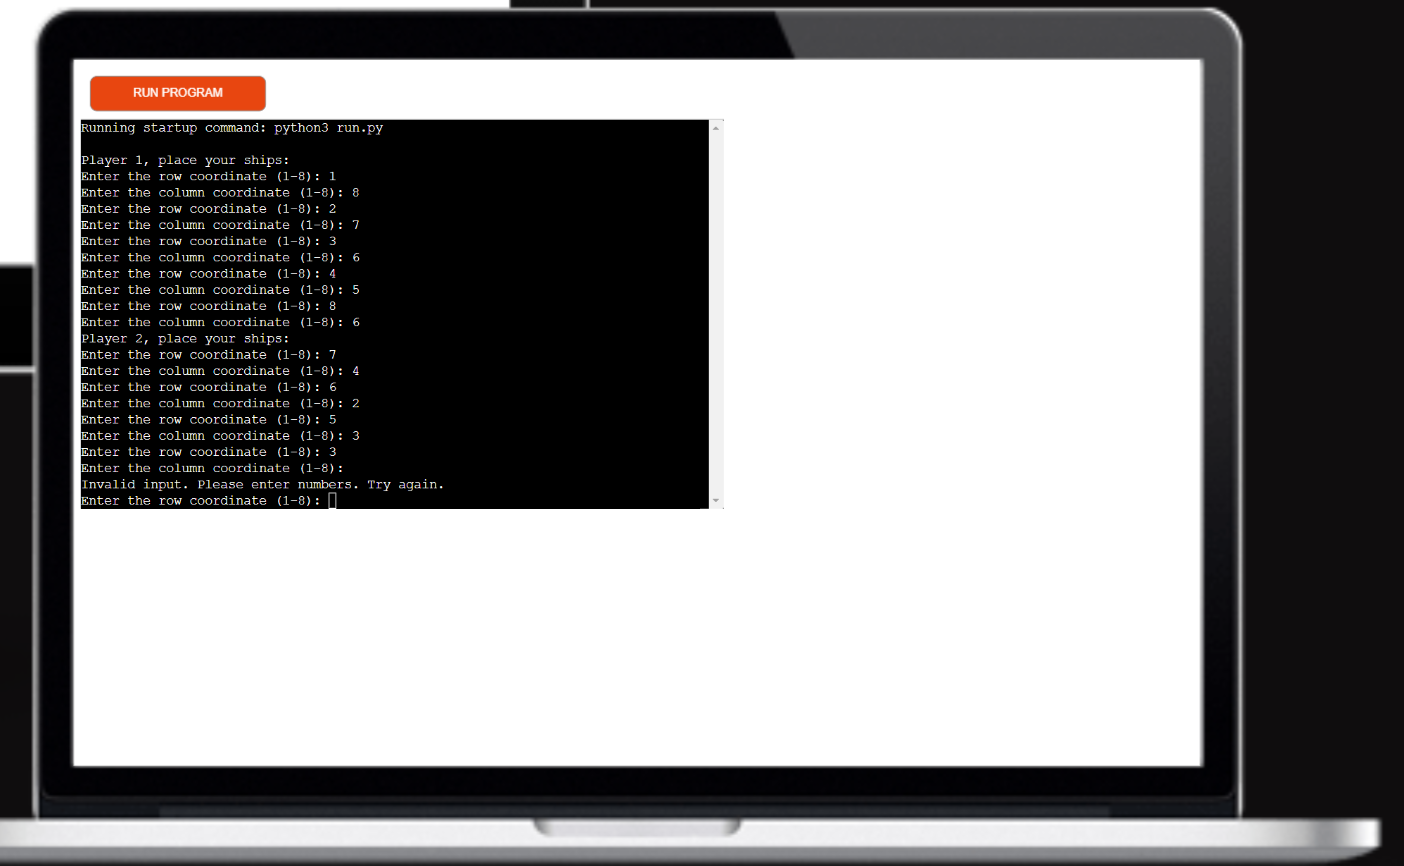 RUN PROGRAM
Running startup command: python3 run.py
Player 1, place your ships:
Enter the row coordinate (1-8): 1
Enter the column coordinate (1-8): 8
Enter the row coordinate (1-8): 2
Enter the column coordinate (1-8): 7
Enter the row coordinate (1-8): 3
Enter the column coordinate (1-8): 6
Enter the row coordinate (1-8): 4
Enter the column coordinate (1-8): 5
Enter the row coordinate (1-8): 8
Enter the column coordinate (1-8): 6
Player 2, place your ships:
Enter the row coordinate (1-8): 7
Enter the column coordinate (1-8): 4
Enter the row coordinate (1-8): 6
Enter the column coordinate (1-8): 2
Enter the row coordinate (1-8): 5
Enter the column coordinate (1-8): 3
Enter the row coordinate (1-8): 3
Enter the column coordinate (1-8):
Invalid input. Please enter numbers. Try again.
Enter the row coordinate (1-8):